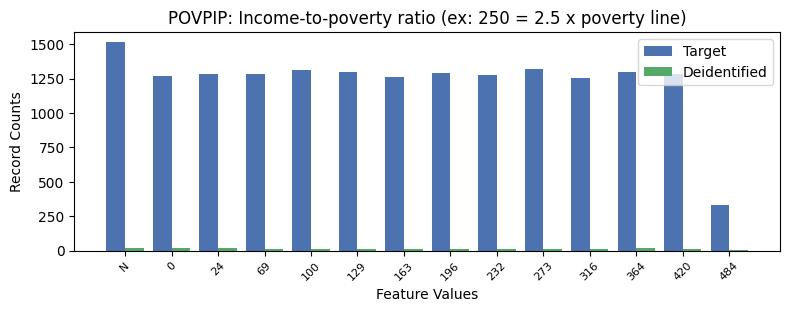 POVPIP: Income-to-poverty ratio (ex: 250 = 2.5 x poverty line)
Target
Deidentified
Record Counts
1500
1250
1000
750
500
250
0
N 0 24 69 100 129 163 196 232 273 316 364 420 484
Feature Values